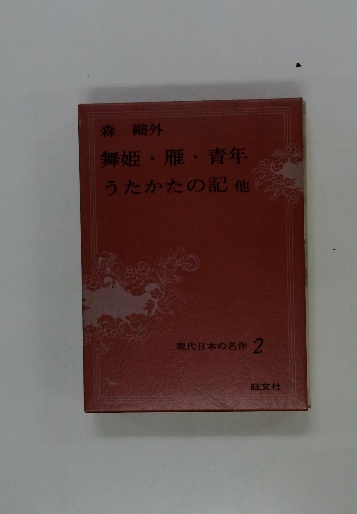 森 鷗外
舞姫・雁・青年
うたかたの記 他
現代日本の名作 2
旺文社